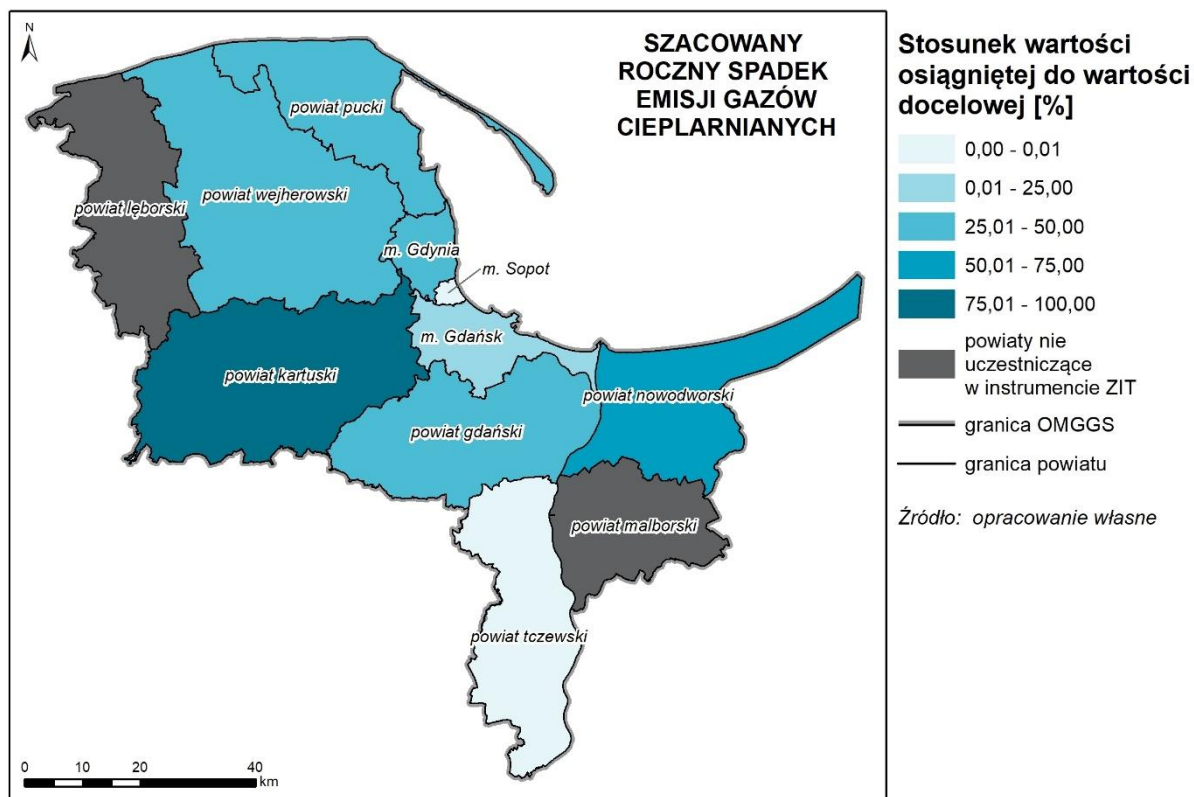 N
SZACOWANY
ROCZNY SPADEK
EMISJI GAZÓW
CIEPLARNIANYCH
powiat pucki
powiat lęborski
powiat wejherowski
m. Gdynia
m. Sopot
m. Gdańsk
powiat kartuski
powiat nowodworski
powiat gdański
powiat malborski
powiat tczewski
0 10 20 40
km
Stosunek wartości
osiągniętej do wartości
docelowej [%]
0,00 - 0,01
0,01 - 25,00
25,01 - 50,00
50,01 - 75,00
75,01 - 100,00
powiaty nie
uczestniczące
w instrumencie ZIT
granica OMGGS
granica powiatu
Źródło: opracowanie własne